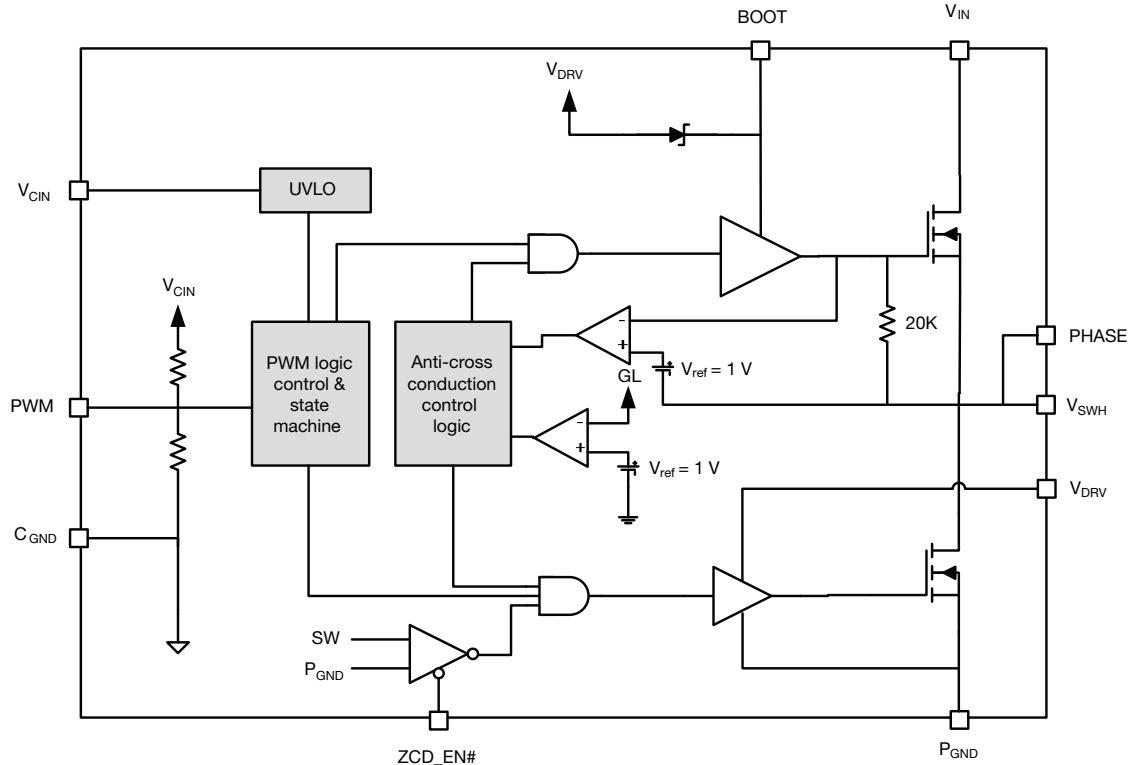 BOOT
VIN
VDRV
VCIN
UVLO
VCIN
20K
PHASE
PWM logic
control &
state
machine
Anti-cross
conduction
control
logic
-
+
Vref = 1 V
GL
PWM
VSWH
-
+
Vref = 1 V
VDRV
CGND
SW
PGND
ZCD_EN#
PGND